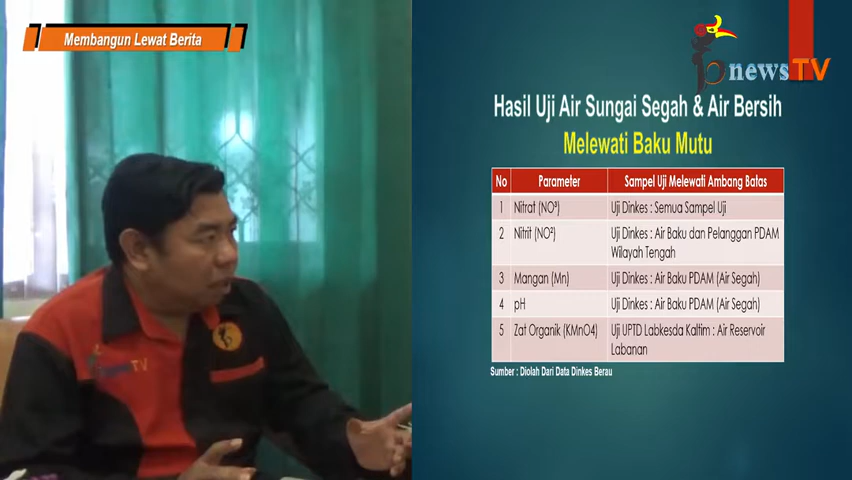 Membangun Lewat Berita
newsTV
Hasil Uji Air Sungai Segah & Air Bersih
Melewati Baku Mutu
No Parameter Sampel Uji Melewati Ambang Batas
1 Nitrat (NO³) Uji Dinkes : Semua Sampel Uji
2 Nitrit (NO²) Uji Dinkes : Air Baku dan Pelanggan PDAM
Wilayah Tengah
3 Mangan (Mn) Uji Dinkes : Air Baku PDAM (Air Segah)
4 pH Uji Dinkes : Air Baku PDAM (Air Segah)
5 Zat Organik (KMnO4) Uji UPTD Labkesda Kaltim : Air Reservoir
Labanan
Sumber : Diolah Dari Data Dinkes Berau
TV